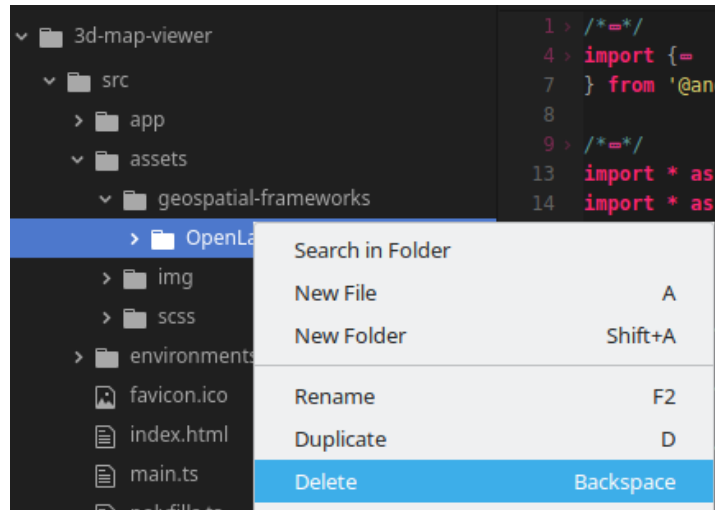 3d-map-viewer
src
app
assets
geospatial-frameworks
OpenLa
img
scss
environments
favicon.ico
index.html
main.ts
polyfills.ts
1 /* */
4 import {
7 } from '@an
8
9 /* */
13 import * as
14 import * as
Search in Folder
New File A
New Folder Shift+A
Rename F2
Duplicate D
Delete Backspace